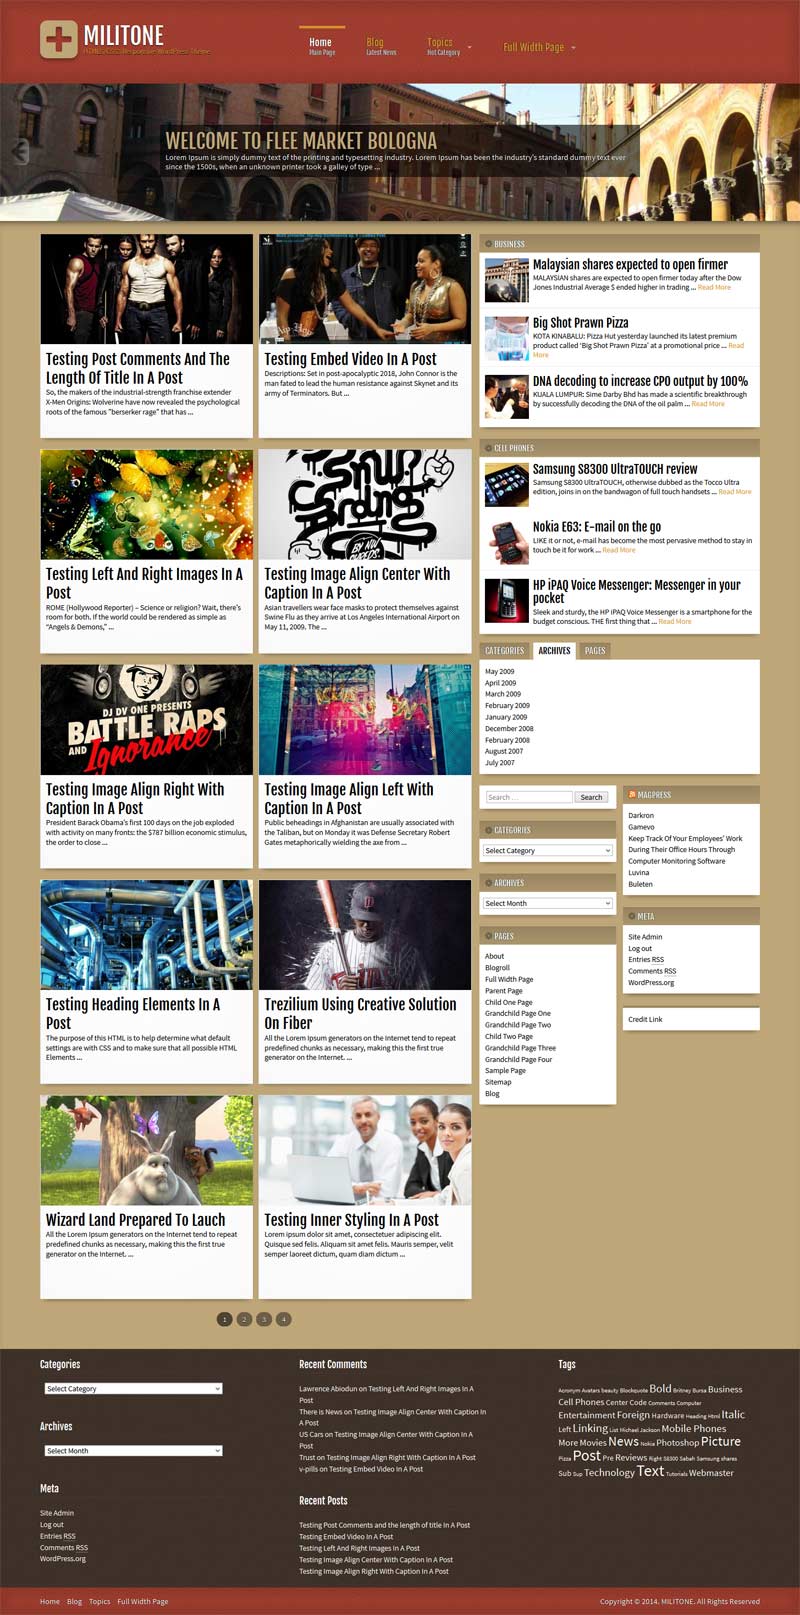 MILITONE
Home
Main Page
Blog
Latest News
Topics
Hot Category
Full Width Page
WELCOME TO FLEE MARKET BOLOGNA
Lorem Ipsum is simply dummy text of the printing and typesetting industry. Lorem Ipsum has been the industry's standard dummy text ever
since the 1500s, when an unknown printer took a galley of type ...
Testing Post Comments And The
Length Of Title In A Post
So, the makers of the industrial-strength franchise extender
X-Men Origins: Wolverine have now revealed the psychological
roots of the famous "berserker rage" that has ...
Testing Embed Video In A Post
Descriptions: Set in post-apocalyptic 2018, John Connor is the
man fated to lead the human resistance against Skynet and its
army of Terminators. But ...
Testing Left And Right Images In A
Post
ROME (Hollywood Reporter) – Science or religion? Wait, there's
room for both. If the world could be rendered as simple as
"Angels & Demons," ...
Testing Image Align Center With
Caption In A Post
Asian travellers wear face masks to protect themselves against
Swine Flu as they arrive at Los Angeles International Airport on
May 11, 2009. The ...
DJ DV ONE PRESENTS
BATTLE RAPS
AND Ignorance
Testing Image Align Right With
Caption In A Post
President Barack Obama's first 100 days on the job exploded
with activity on many fronts: the $787 billion economic stimulus,
the order to close ...
Testing Image Align Left With
Caption In A Post
Public beheadings in Afghanistan are usually associated with
the Taliban, but on Monday it was Defense Secretary Robert
Gates metaphorically wielding the axe from ...
Testing Heading Elements In A
Post
The purpose of this HTML is to help determine what default
settings are with CSS and to make sure that all possible HTML
Elements ...
Trezilium Using Creative Solution
On Fiber
All the Lorem Ipsum generators on the Internet tend to repeat
predefined chunks as necessary, making this the first true
generator on the Internet. ...
Wizard Land Prepared To Lauch
All the Lorem Ipsum generators on the Internet tend to repeat
predefined chunks as necessary, making this the first true
generator on the Internet. ...
Testing Inner Styling In A Post
Lorem ipsum dolor sit amet, consectetuer adipiscing elit.
Quisque sed felis. Aliquam sit amet felis. Mauris semper, velit
semper laoreet dictum, quam diam dictum ...
1 2 3 4
BUSINESS
Malaysian shares expected to open firmer
MALAYSIAN shares are expected to open firmer today after the Dow
Jones Industrial Average $ ended higher in trading ... Read More
Big Shot Prawn Pizza
KOTA KINABALU: Pizza Hut yesterday launched its latest premium
product called 'Big Shot Prawn Pizza' at a promotional price ... Read
More
DNA decoding to increase CPO output by 100%
KUALA LUMPUR: Sime Darby Bhd has made a scientific breakthrough
by successfully decoding the DNA of the oil palm ... Read More
CELL PHONES
Samsung S8300 UltraTOUCH review
Samsung S8300 UltraTOUCH, otherwise dubbed as the Tocco Ultra
edition, joins in on the bandwagon of full touch handsets ... Read More
Nokia E63: E-mail on the go
LIKE it or not, e-mail has become the most pervasive method to stay in
touch be it for work ... Read More
HP iPAQ Voice Messenger: Messenger in your
pocket
Sleek and sturdy, the HP iPAQ Voice Messenger is a smartphone for the
budget conscious. THE first thing that ... Read More
CATEGORIES
ARCHIVES
PAGES
May 2009
April 2009
March 2009
February 2009
January 2009
December 2008
February 2008
August 2007
July 2007
Search ...
Search
CATEGORIES
Select Category
ARCHIVES
Select Month
PAGES
About
Blogroll
Full Width Page
Parent Page
Child One Page
Grandchild Page One
Grandchild Page Two
Child Two Page
Grandchild Page Three
Grandchild Page Four
Sample Page
Sitemap
Blog
MAGPRESS
Darkron
Gamevo
Keep Track Of Your Employees' Work
During Their Office Hours Through
Computer Monitoring Software
Luvina
Buleten
META
Site Admin
Log out
Entries RSS
Comments RSS
WordPress.org
Credit Link
Categories
Select Category
Archives
Select Month
Meta
Site Admin
Log out
Entries RSS
Comments RSS
WordPress.org
Recent Comments
Lawrence Abiodun on Testing Left And Right Images In A
Post
There is News on Testing Image Align Center With Caption In
A Post
US Cars on Testing Image Align Center With Caption In A
Post
Trust on Testing Image Align Right With Caption In A Post
v-pills on Testing Embed Video In A Post
Recent Posts
Testing Post Comments and the length of title In A Post
Testing Embed Video In A Post
Testing Left And Right Images In A Post
Testing Image Align Center With Caption In A Post
Testing Image Align Right With Caption In A Post
Tags
Acronym Avatars beauty Blockquote Bold Britney Bursa Business
Cell Phones Center Code Comments Computer
Entertainment Foreign Hardware Heading Html Italic
Left Linking List Michael Jackson Mobile Phones
More Movies News Nokia Photoshop Picture
Pizza Post Pre Reviews Right S8300 Sabah Samsung shares
Sub Sup Technology Text Tutorials Webmaster
Home Blog Topics Full Width Page
Copyright © 2014. MILITONE. All Rights Reserved